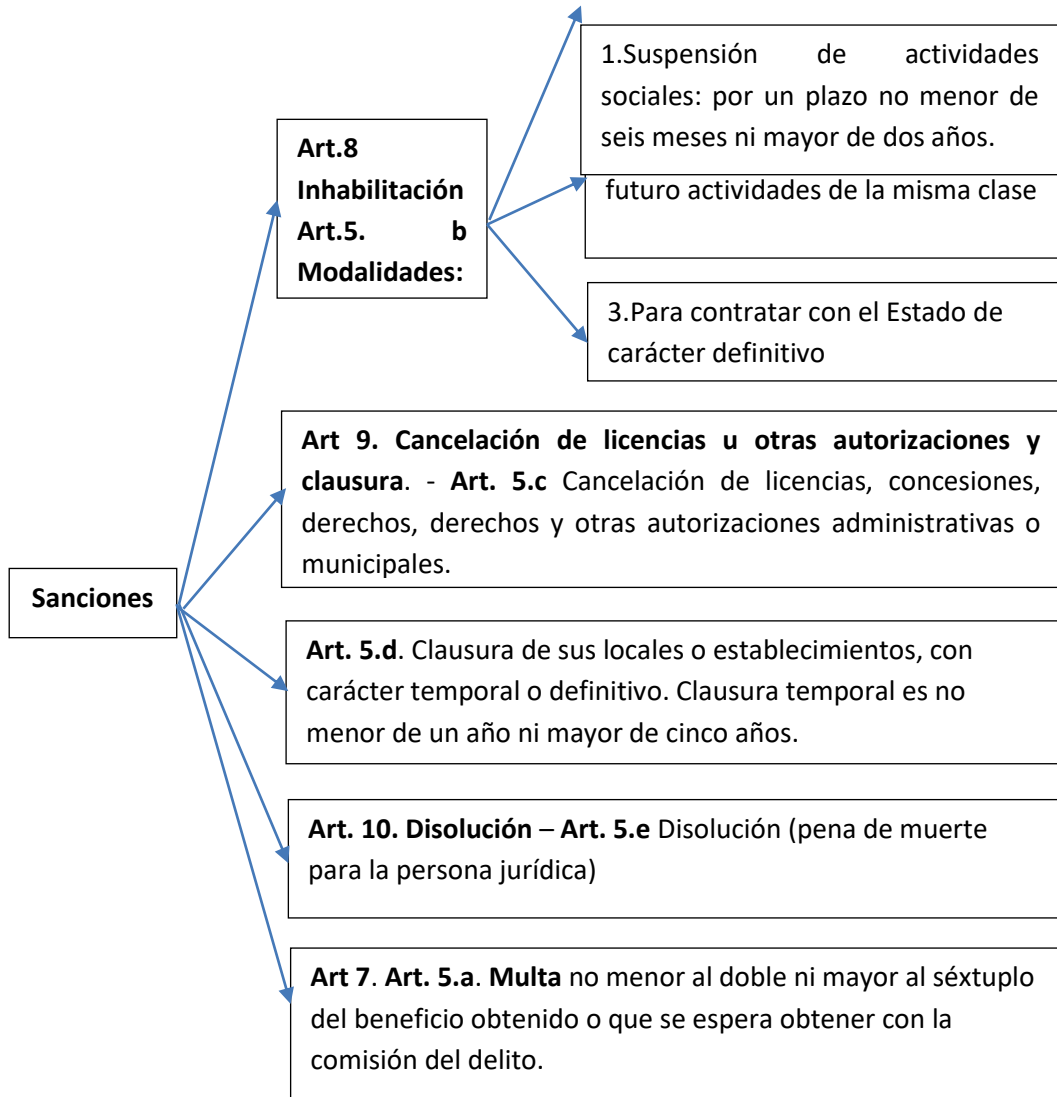 1.Suspensión de actividades
sociales: por un plazo no menor de
seis meses ni mayor de dos años.
Art.8
Inhabilitación
Art.5. b
Modalidades:
futuro actividades de la misma clase
3.Para contratar con el Estado de
carácter definitivo
Art 9. Cancelación de licencias u otras autorizaciones y
clausura. - Art. 5.c Cancelación de licencias, concesiones,
derechos, derechos y otras autorizaciones administrativas o
municipales.
Sanciones
Art. 5.d. Clausura de sus locales o establecimientos, con
carácter temporal o definitivo. Clausura temporal es no
menor de un año ni mayor de cinco años.
Art. 10. Disolución – Art. 5.e Disolución (pena de muerte
para la persona jurídica)
Art 7. Art. 5.a. Multa no menor al doble ni mayor al séxtuplo
del beneficio obtenido o que se espera obtener con la
comisión del delito.